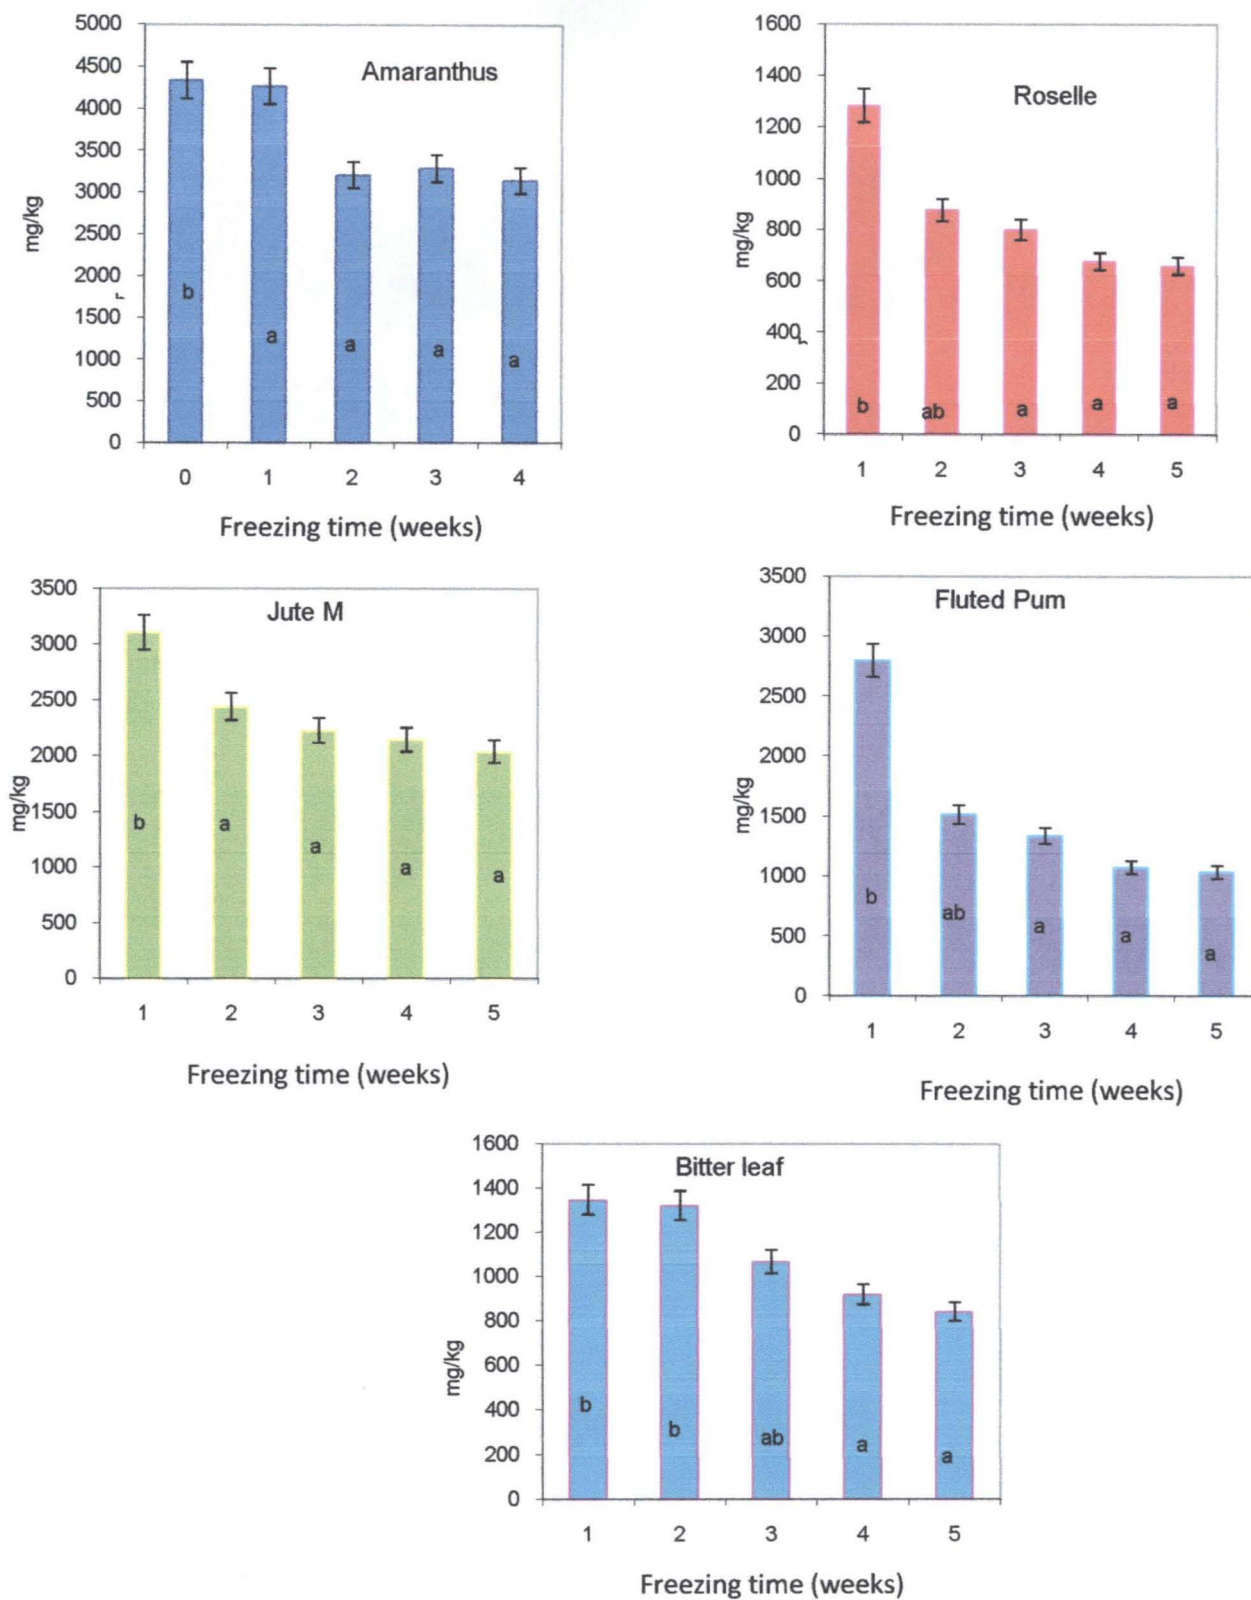 Amaranthus
mg/kg
5000
4500
4000
3500
3000
2500
2000
1500
1000
500
0
b
a
a
a
a
0 1 2 3 4
Freezing time (weeks)
Roselle
mg/kg
1600
1400
1200
1000
800
600
400
200
0
b
ab
a
a
a
1 2 3 4 5
Freezing time (weeks)
Jute M
mg/kg
3500
3000
2500
2000
1500
1000
500
0
b
a
a
a
a
1 2 3 4 5
Freezing time (weeks)
Fluted Pum
mg/kg
3500
3000
2500
2000
1500
1000
500
0
b
ab
a
a
a
1 2 3 4 5
Freezing time (weeks)
Bitter leaf
mg/kg
1600
1400
1200
1000
800
600
400
200
0
b
b
ab
a
a
1 2 3 4 5
Freezing time (weeks)